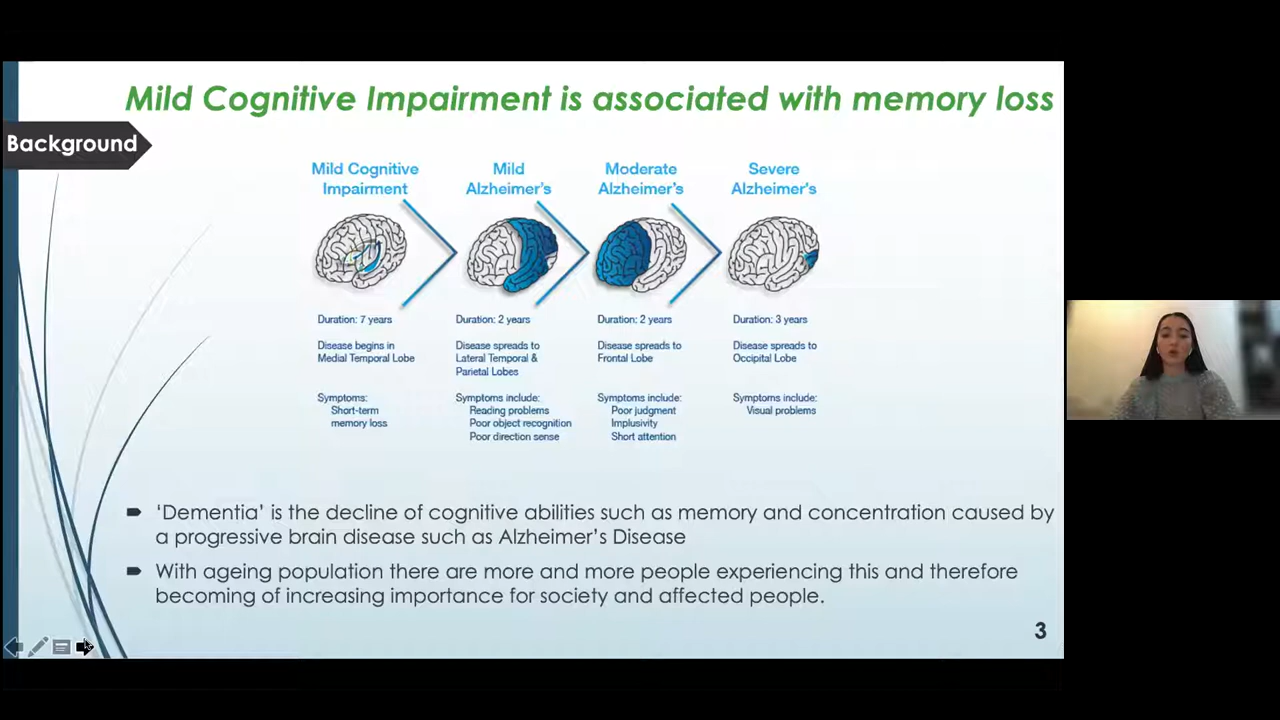 Mild Cognitive Impairment is associated with memory loss
Background
Mild Cognitive
Impairment
Mild
Alzheimer's
Moderate
Alzheimer's
Severe
Alzheimer's
Duration: 7 years
Disease begins in
Medial Temporal Lobe
Symptoms:
Short-term
memory loss
Duration: 2 years
Disease spreads to
Lateral Temporal &
Parietal Lobes
Symptoms include:
Reading problems
Poor object recognition
Poor direction sense
Duration: 2 years
Disease spreads to
Frontal Lobe
Symptoms include:
Poor judgment
Implusivity
Short attention
Duration: 3 years
Disease spreads to
Occipital Lobe
Symptoms include:
Visual problems
‘Dementia’ is the decline of cognitive abilities such as memory and concentration caused by
a progressive brain disease such as Alzheimer’s Disease
With ageing population there are more and more people experiencing this and therefore
becoming of increasing importance for society and affected people.
3